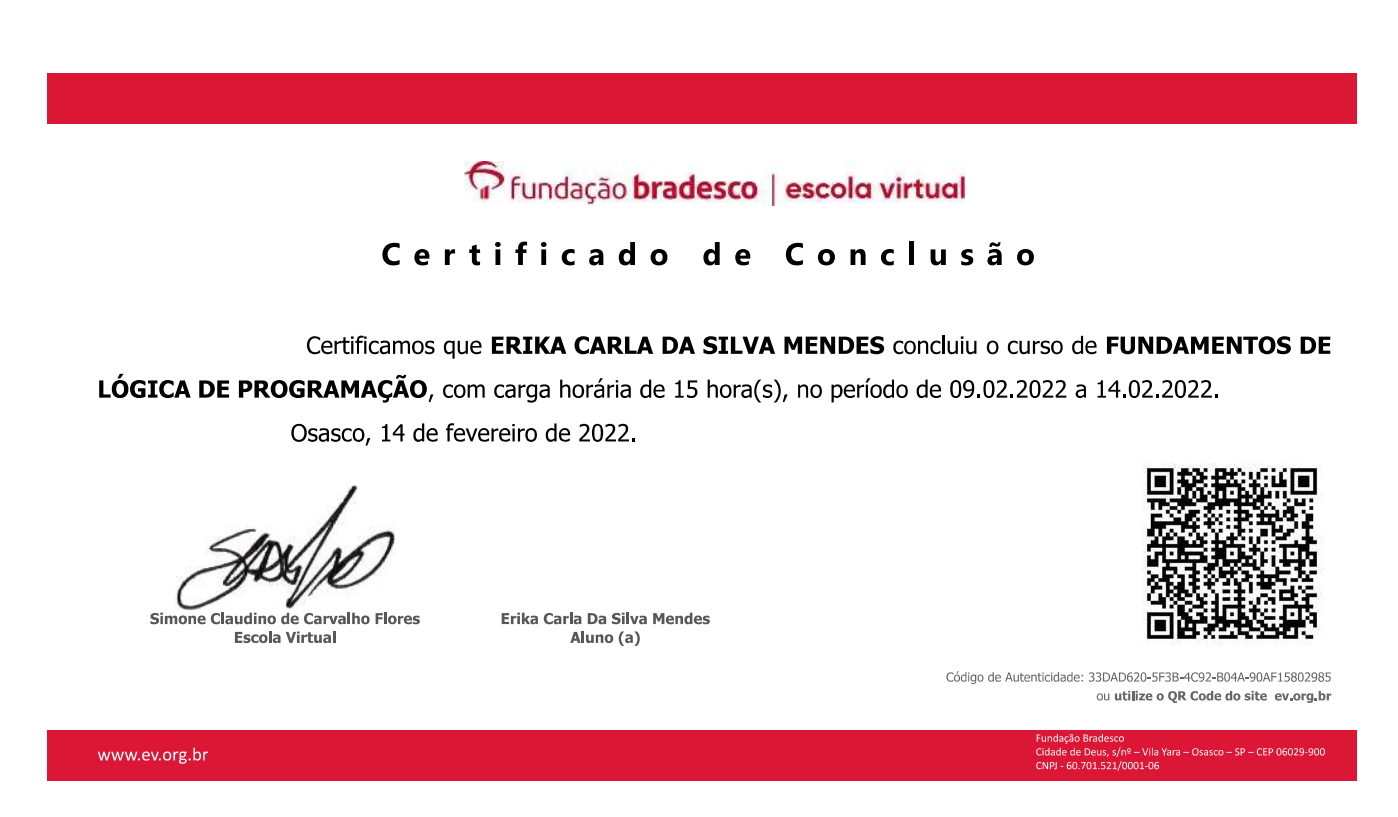 fundação bradesco | escola virtual
Certificado de Conclusão
Certificamos que ERIKA CARLA DA SILVA MENDES concluiu o curso de FUNDAMENTOS DE
LÓGICA DE PROGRAMAÇÃO, com carga horária de 15 hora(s), no período de 09.02.2022 a 14.02.2022.
Osasco, 14 de fevereiro de 2022.
Simone Claudino de Carvalho Flores
Escola Virtual
Erika Carla Da Silva Mendes
Aluno (a)
Código de Autenticidade: 33DAD620-5F3B-4C92-B04A-90AF15802985
ou utilize o QR Code do site ev.org.br
www.ev.org.br
Fundação Bradesco
Cidade de Deus, s/nº – Vila Yara – Osasco – SP – CEP 06029-900
CNPJ - 60.701.521/0001-06